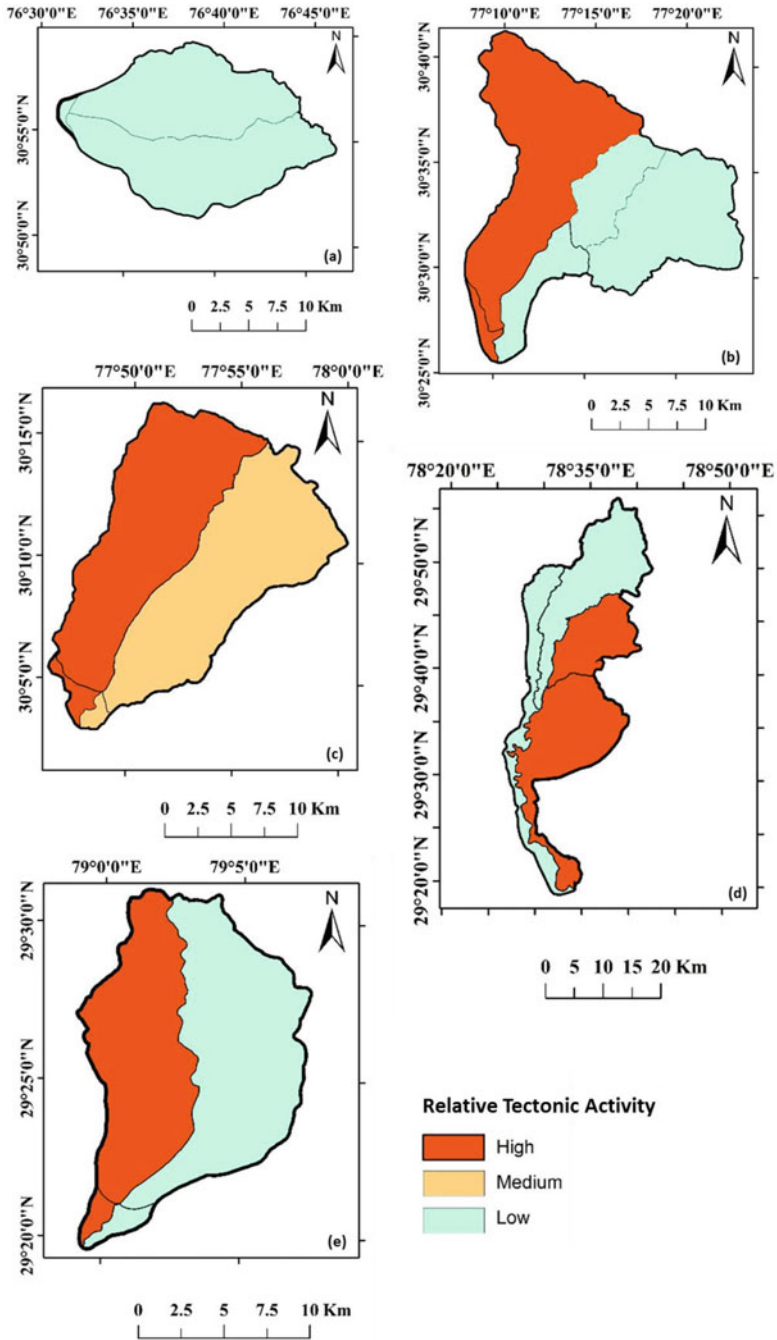 76°30'0"E 76°35'0"E 76°40'0"E 76°45'0"E
30°55'0"N
30°50'0"N
N
(a)
0 2.5 5 7.5 10 Km
77°10'0"E 77°15'0"E 77°20'0"E
30°40'0"N
30°35'0"N
30°30'0"N
30°25'0"N
N
(b)
0 2.5 5 7.5 10 Km
77°50'0"E 77°55'0"E 78°0'0"E
30°15'0"N
30°10'0"N
30°5'0"N
N
(c)
0 2.5 5 7.5 10 Km
78°20'0"E 78°35'0"E 78°50'0"E
29°50'0"N
29°40'0"N
29°30'0"N
29°20'0"N
N
(d)
0 5 10 15 20 Km
79°0'0"E 79°5'0"E
29°30'0"N
29°25'0"N
29°20'0"N
N
(e)
0 2.5 5 7.5 10 Km
Relative Tectonic Activity
High
Medium
Low